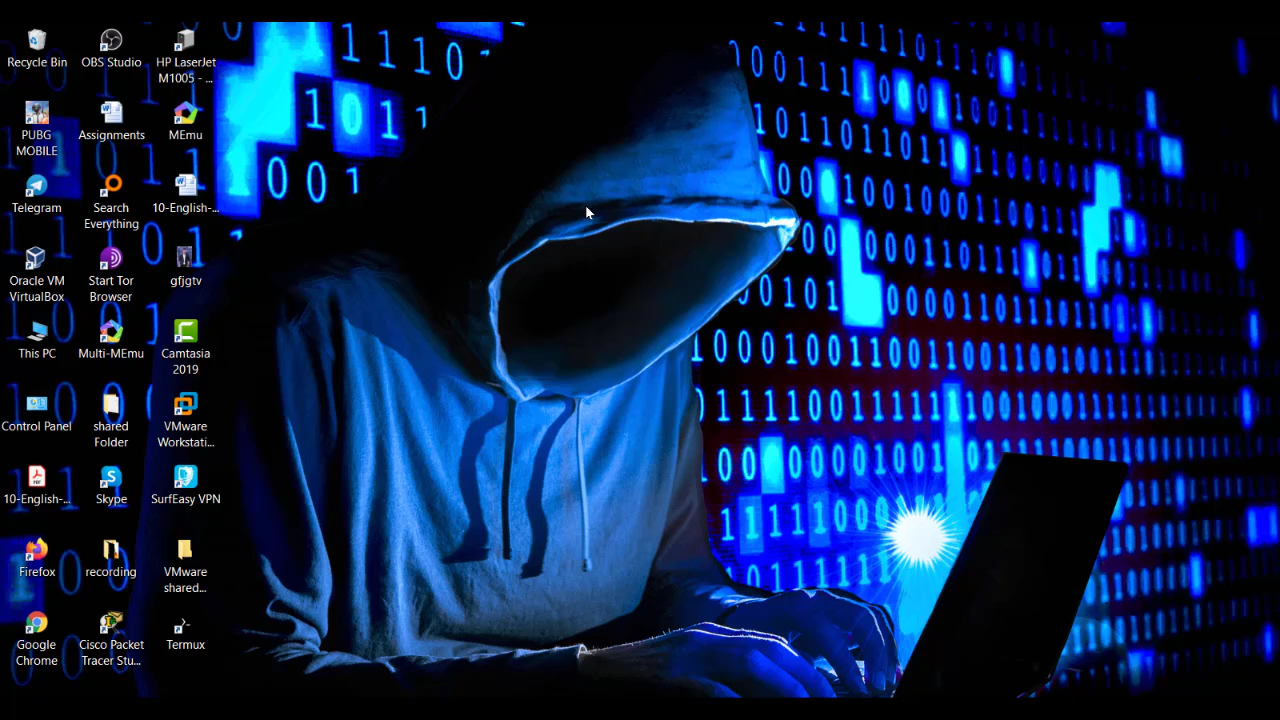 Recycle Bin
OBS Studio
HP LaserJet
M1005 - ...
PUBG
MOBILE
Assignments
MEmu
Telegram
Search
Everything
10-English-...
Oracle VM
VirtualBox
Start Tor
Browser
gfjgtv
This PC
Multi-MEmu
Camtasia
2019
Control Panel
shared
Folder
VMware
Workstati...
10-English-...
Skype
SurfEasy VPN
Firefox
recording
VMware
shared...
Google
Chrome
Cisco Packet
Tracer Stu...
Termux